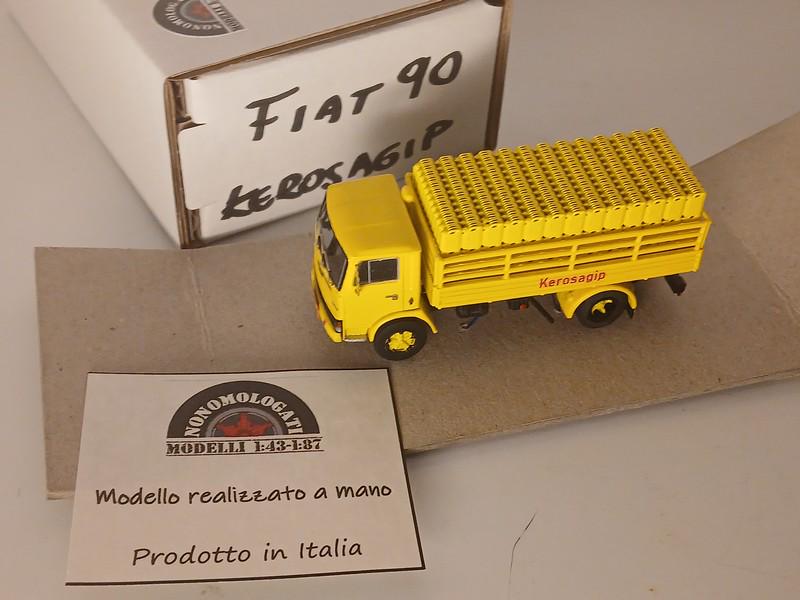 FIAT 90
KEROSAGIP
Kerosagip
NONOMOLOGATI
MODELLI 1:43-1:87
Modello realizzato a mano
Prodotto in Italia